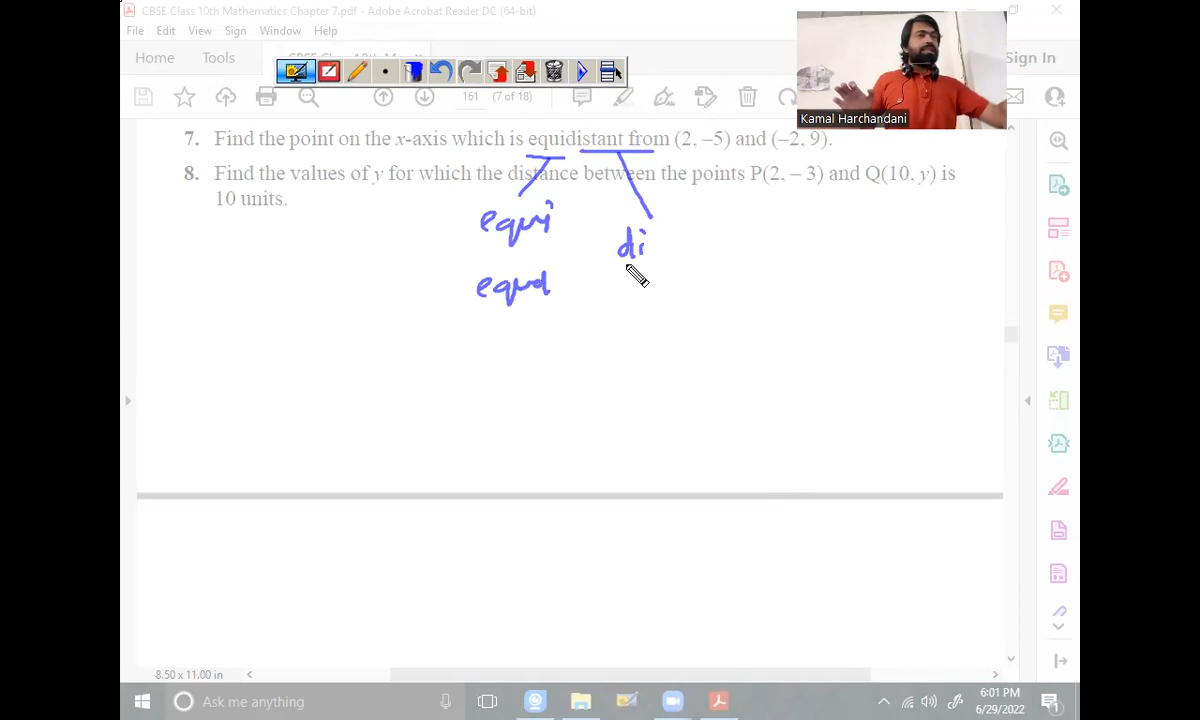 CBSE Class 10th Mathematics Chapter 7.pdf - Adobe Acrobat Reader DC (64-bit)
File Edit View Sign Window Help
Home Tools Sign In
161 (7 of 18)
Kamal Harchandani
7. Find the point on the x-axis which is equidistant from (2, –5) and (–2, 9).
8. Find the values of y for which the distance between the points P(2, – 3) and Q(10, y) is
10 units.
equi
di
equal
8.50 x 11.00 in
Ask me anything
6:01 PM
6/29/2022
1